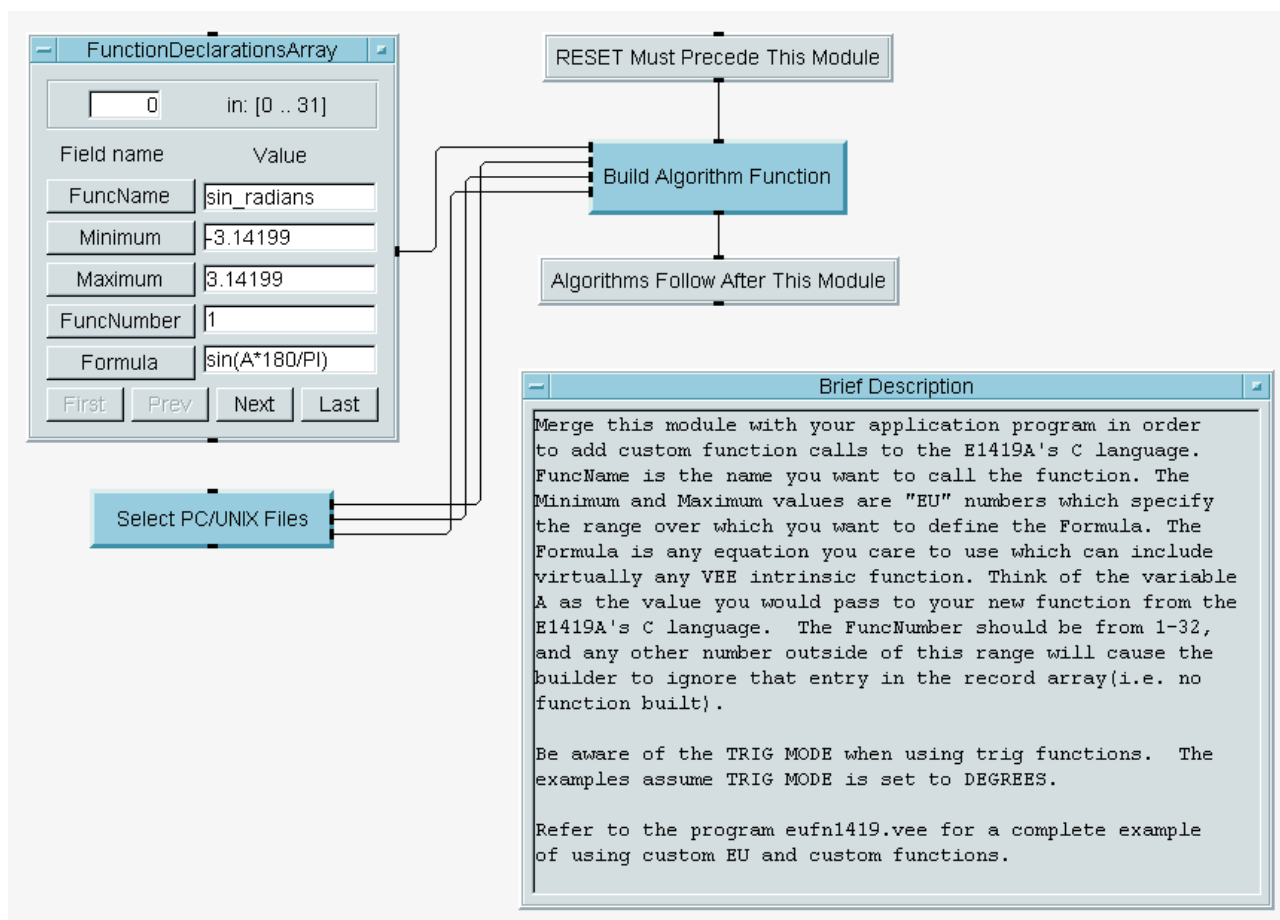 FunctionDeclarationsArray
0 in: [0 .. 31]
Field name Value
FuncName sin_radians
Minimum -3.14199
Maximum 3.14199
FuncNumber 1
Formula sin(A*180/PI)
First Prev Next Last
Select PC/UNIX Files
RESET Must Precede This Module
Build Algorithm Function
Algorithms Follow After This Module
Brief Description
Merge this module with your application program in order
to add custom function calls to the E1419A's C language.
FuncName is the name you want to call the function. The
Minimum and Maximum values are "EU" numbers which specify
the range over which you want to define the Formula. The
Formula is any equation you care to use which can include
virtually any VEE intrinsic function. Think of the variable
A as the value you would pass to your new function from the
E1419A's C language. The FuncNumber should be from 1-32,
and any other number outside of this range will cause the
builder to ignore that entry in the record array(i.e. no
function built).
Be aware of the TRIG MODE when using trig functions. The
examples assume TRIG MODE is set to DEGREES.
Refer to the program eufn1419.vee for a complete example
of using custom EU and custom functions.